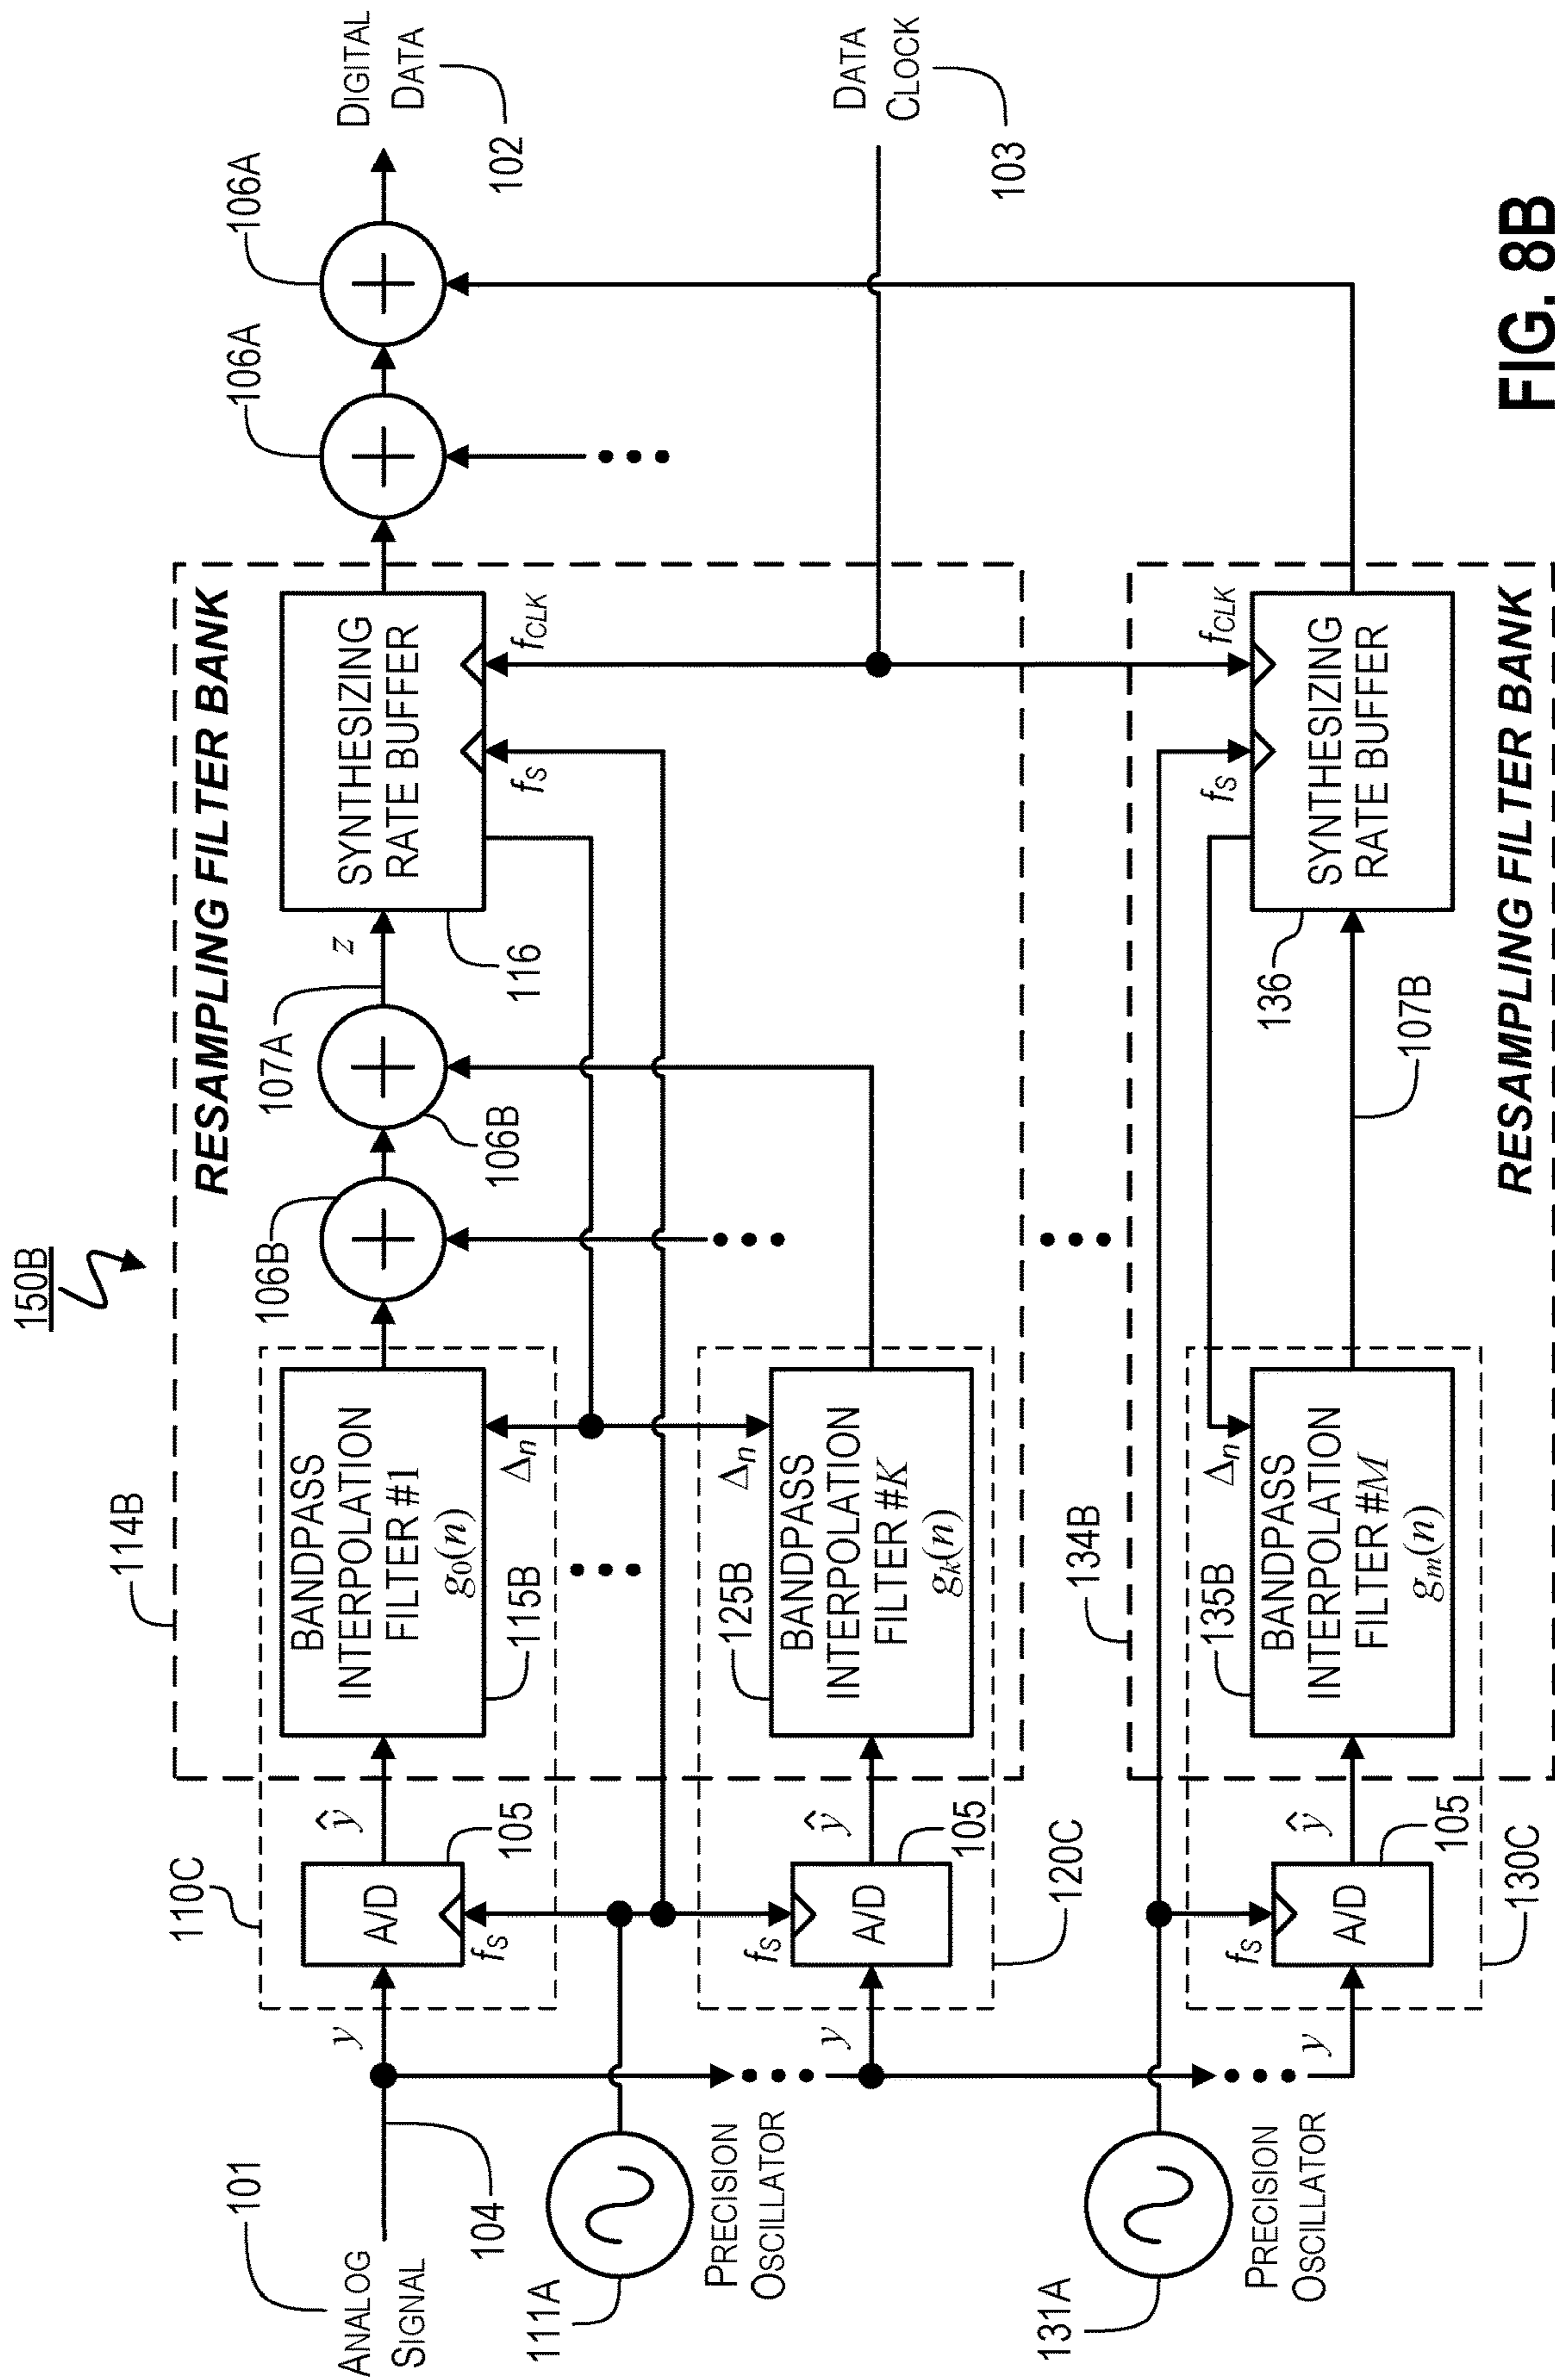 150B
ANALOG
SIGNAL
101
104
y
110C
A/D
105
fS
ŷ
114B
RESAMPLING FILTER BANK
BANDPASS
INTERPOLATION
FILTER #1
g0(n)
115B
Δn
106B
106B
107A
z
SYNTHESIZING
RATE BUFFER
116
fS
fCLK
106A
106A
DIGITAL
DATA
102
111A
PRECISION
OSCILLATOR
y
fS
A/D
105
120C
ŷ
BANDPASS
INTERPOLATION
FILTER #K
gk(n)
125B
Δn
DATA
CLOCK
103
131A
PRECISION
OSCILLATOR
y
fS
A/D
105
130C
ŷ
134B
BANDPASS
INTERPOLATION
FILTER #M
gm(n)
135B
Δn
107B
136
SYNTHESIZING
RATE BUFFER
fS
fCLK
RESAMPLING FILTER BANK
FIG. 8B